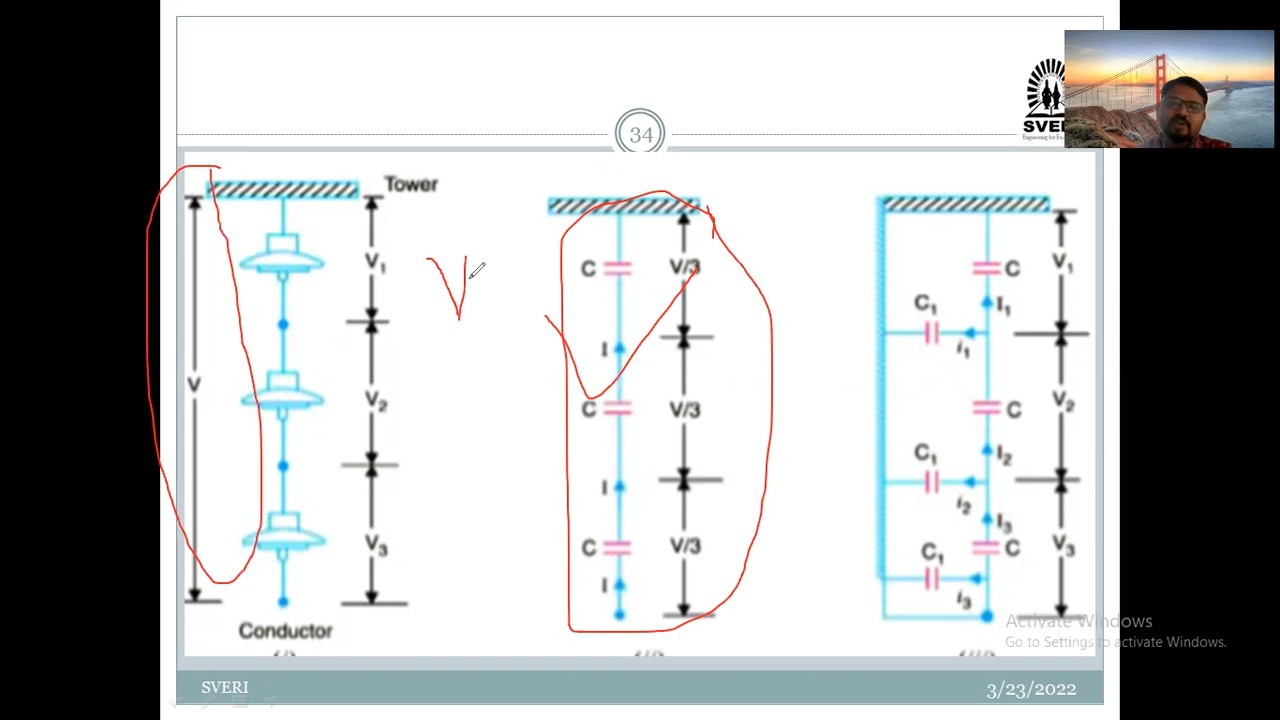 34
SVERI
Tower
V
V1
V2
V3
Conductor
V
C
V/3
I
C
V/3
I
C
V/3
I
C
V1
C1
I1
i1
C
V2
C1
I2
i2
I3
C
V3
C1
i3
Activate Windows
Go to Settings to activate Windows.
SVERI
3/23/2022